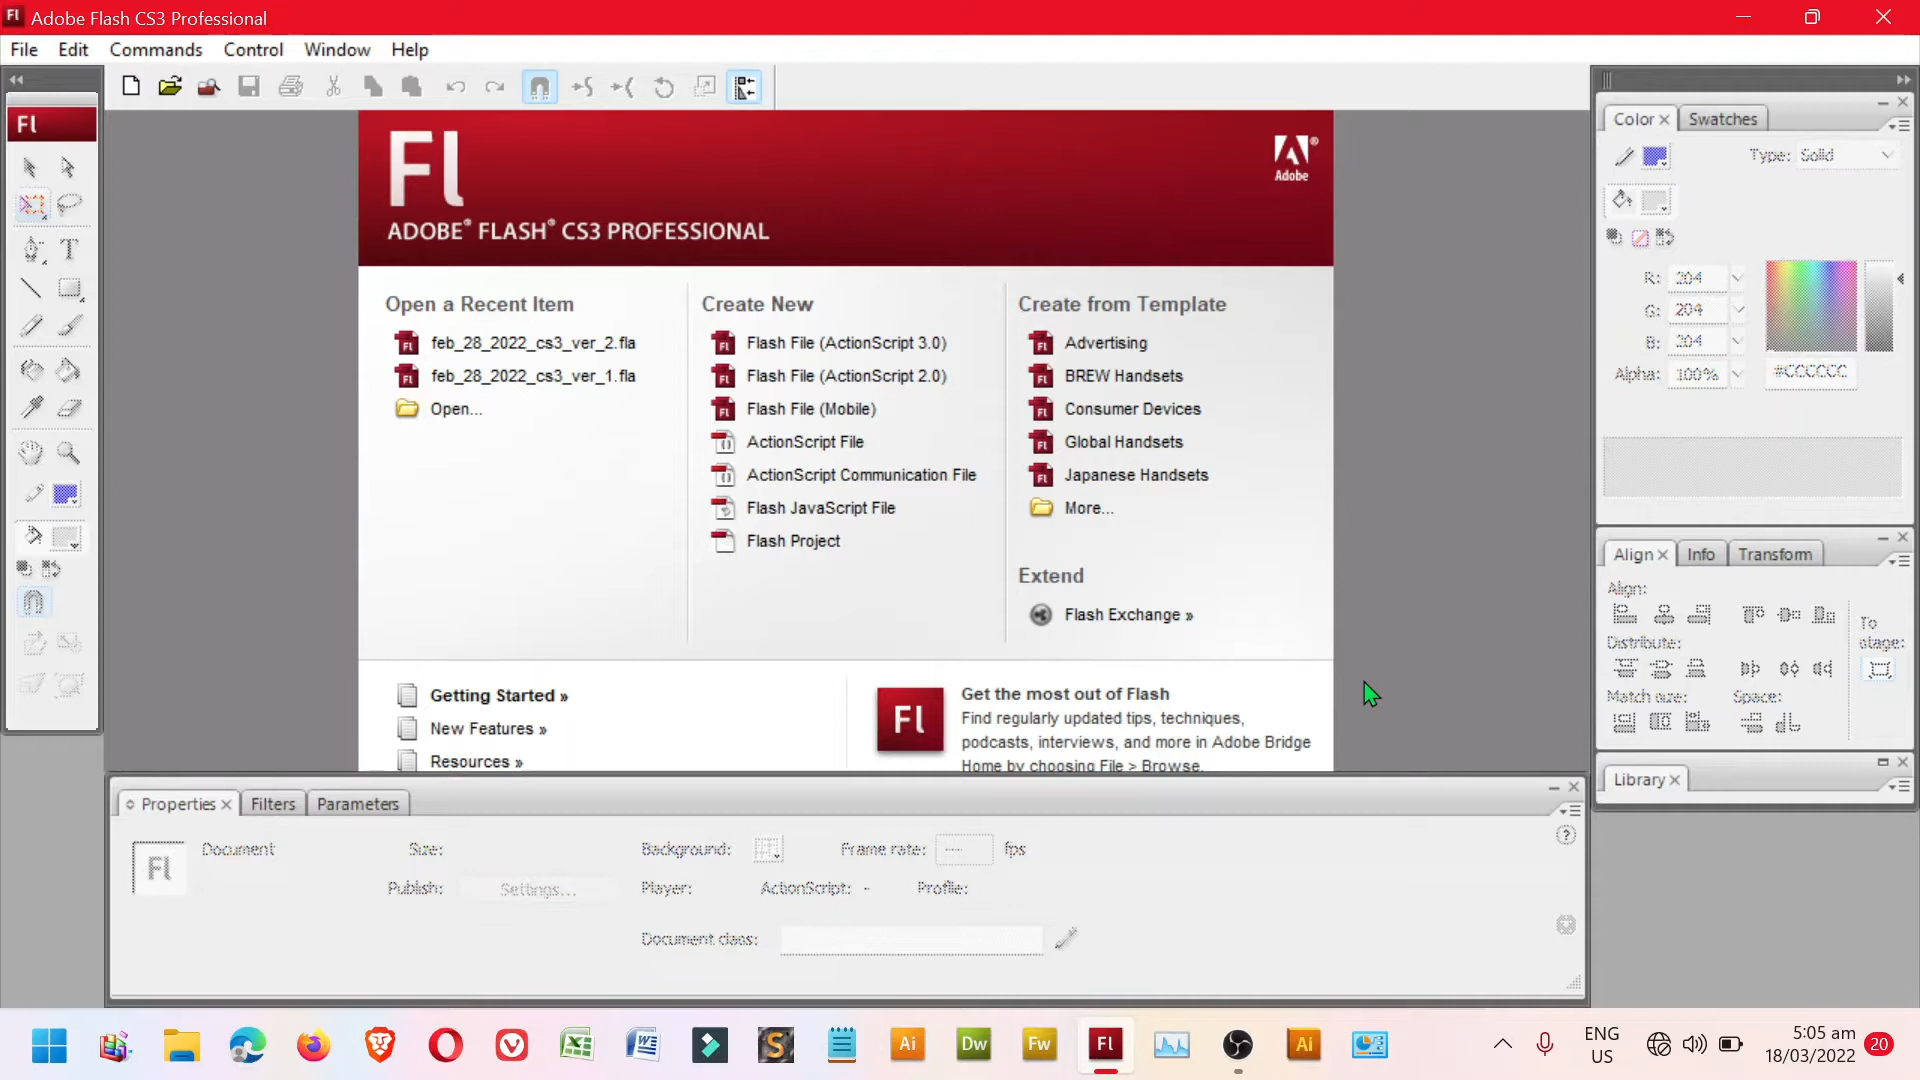 Fl Adobe Flash CS3 Professional
File Edit Commands Control Window Help
Fl
Fl
Adobe
ADOBE® FLASH® CS3 PROFESSIONAL
Open a Recent Item
feb_28_2022_cs3_ver_2.fla
feb_28_2022_cs3_ver_1.fla
Open...
Create New
Flash File (ActionScript 3.0)
Flash File (ActionScript 2.0)
Flash File (Mobile)
ActionScript File
ActionScript Communication File
Flash JavaScript File
Flash Project
Create from Template
Advertising
BREW Handsets
Consumer Devices
Global Handsets
Japanese Handsets
More...
Extend
Flash Exchange »
Getting Started »
New Features »
Resources »
Fl
Get the most out of Flash
Find regularly updated tips, techniques,
podcasts, interviews, and more in Adobe Bridge
Home by choosing File > Browse.
Color Swatches
Type: Solid
R: 204
G: 204
B: 204
Alpha: 100% #CCCCCC
Align Info Transform
Align:
To
stage:
Distribute:
Match size: Space:
Library
Properties Filters Parameters
Fl Document Size: Background: Frame rate: --- fps
Publish: Settings... Player: ActionScript: - Profile:
Document class:
Ai Dw Fw Fl Ai
ENG
US
5:05 am
18/03/2022
20